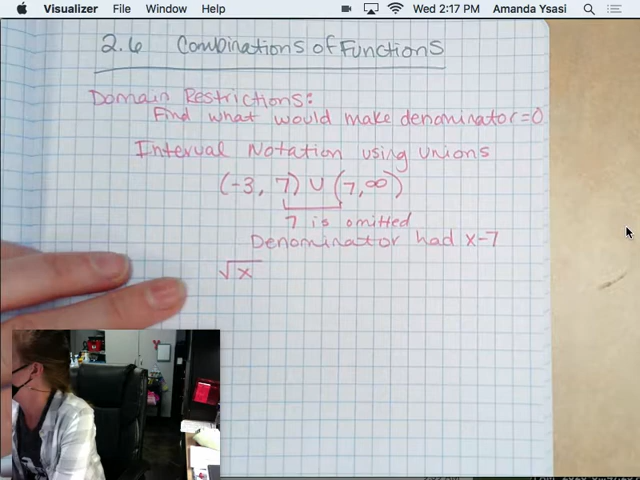 Visualizer File Window Help Wed 2:17 PM Amanda Ysasi
2.6 Combinations of Functions
Domain Restrictions:
Find what would make denominator=0
Interval Notation using unions
(-3, 7) ∪ (7,∞)
7 is omitted
Denominator had x-7
√x